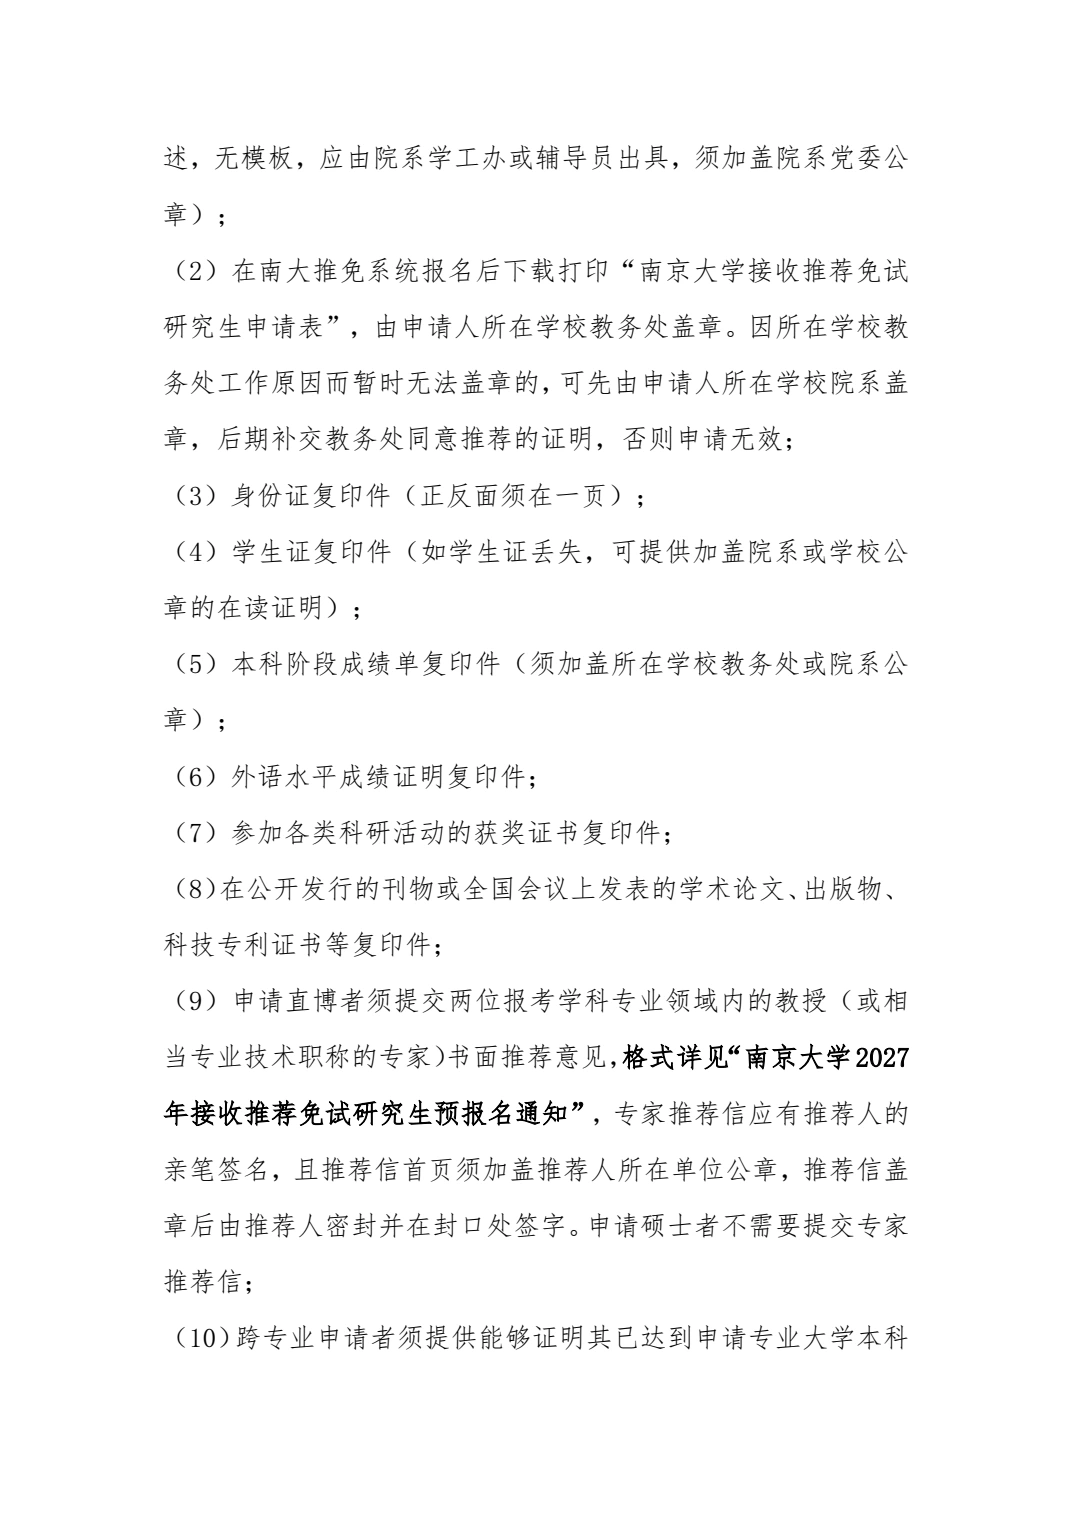 述，无模板，应由院系学工办或辅导员出具，须加盖院系党委公
章）；
（2）在南大推免系统报名后下载打印“南京大学接收推荐免试
研究生申请表”，由申请人所在学校教务处盖章。因所在学校教
务处工作原因而暂时无法盖章的，可先由申请人所在学校院系盖
章，后期补交教务处同意推荐的证明，否则申请无效；
（3）身份证复印件（正反面须在一页）；
（4）学生证复印件（如学生证丢失，可提供加盖院系或学校公
章的在读证明）；
（5）本科阶段成绩单复印件（须加盖所在学校教务处或院系公
章）；
（6）外语水平成绩证明复印件；
（7）参加各类科研活动的获奖证书复印件；
（8）在公开发行的刊物或全国会议上发表的学术论文、出版物、
科技专利证书等复印件；
（9）申请直博者须提交两位报考学科专业领域内的教授（或相
当专业技术职称的专家）书面推荐意见，格式详见“南京大学2027
年接收推荐免试研究生预报名通知”，专家推荐信应有推荐人的
亲笔签名，且推荐信首页须加盖推荐人所在单位公章，推荐信盖
章后由推荐人密封并在封口处签字。申请硕士者不需要提交专家
推荐信；
（10）跨专业申请者须提供能够证明其已达到申请专业大学本科